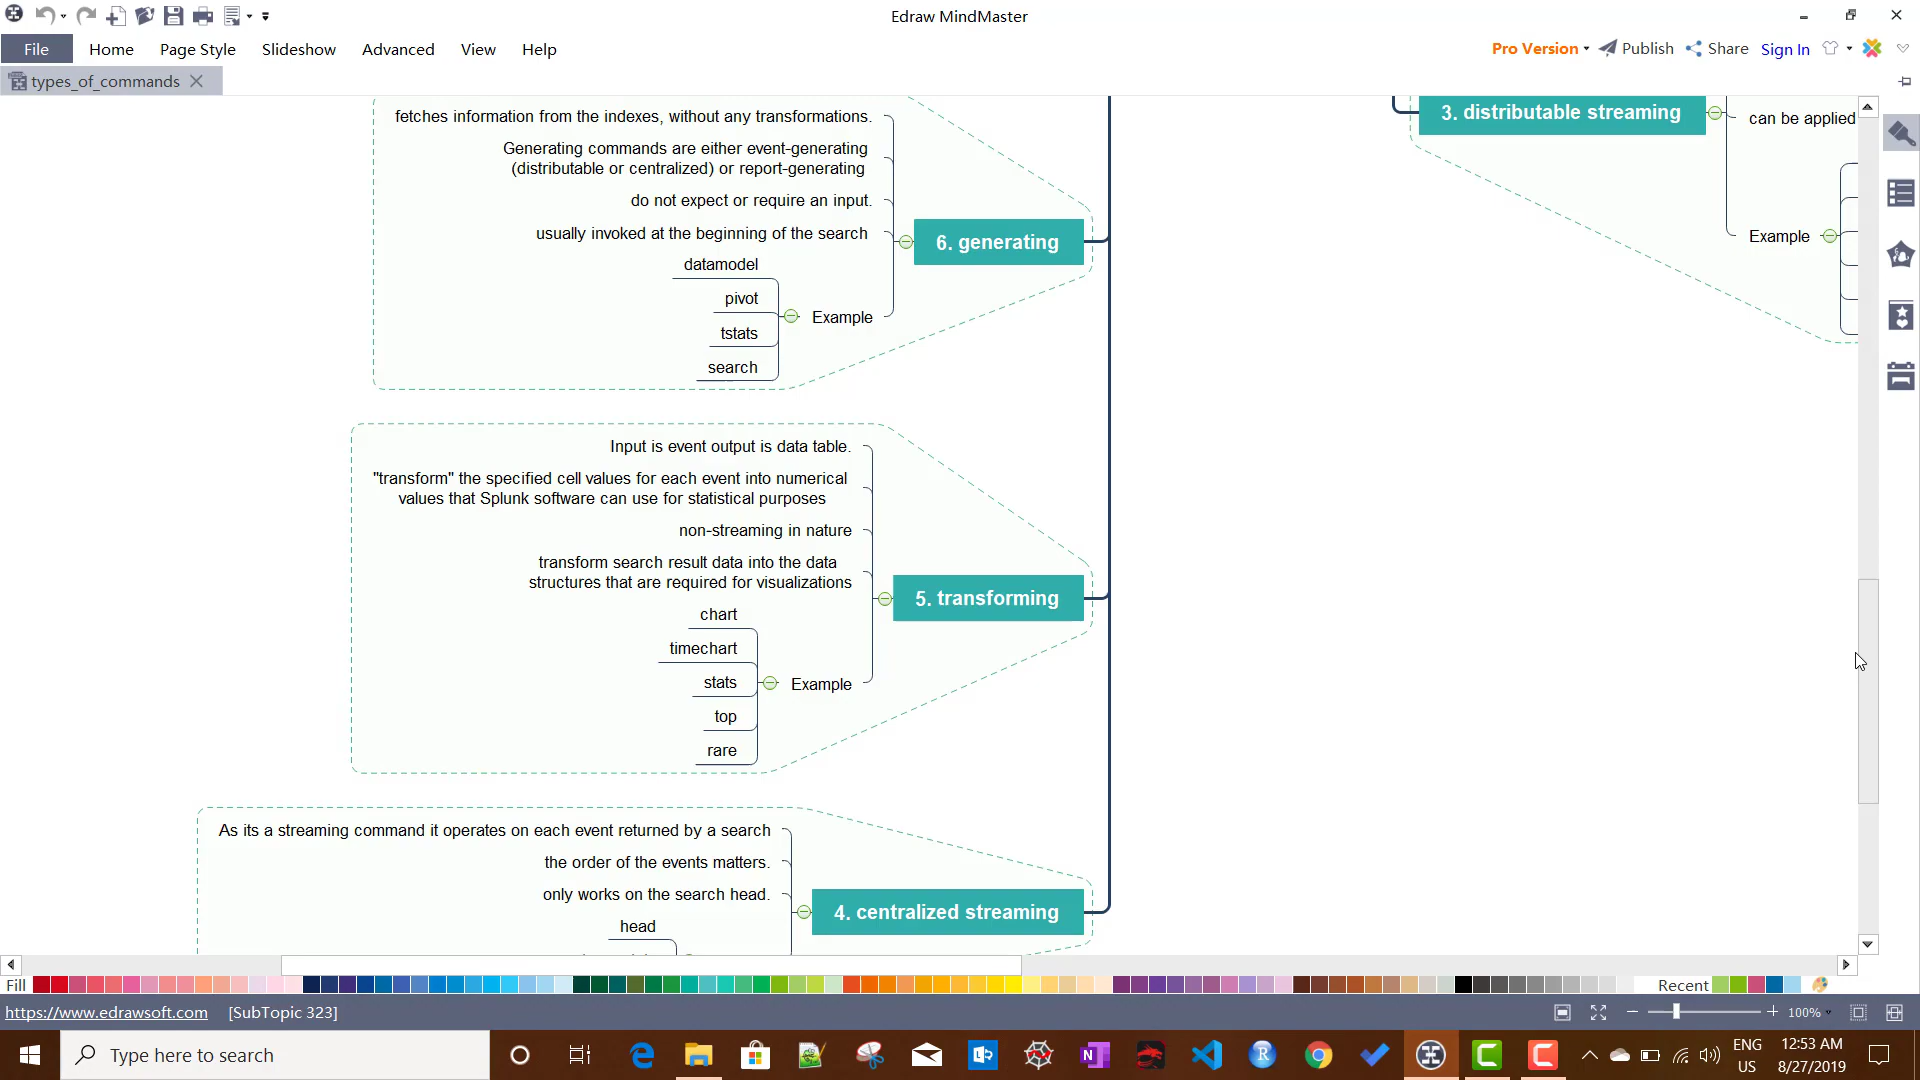 Edraw MindMaster
File Home Page Style Slideshow Advanced View Help
Pro Version Publish Share Sign In
types_of_commands
fetches information from the indexes, without any transformations.
Generating commands are either event-generating
(distributable or centralized) or report-generating
do not expect or require an input.
usually invoked at the beginning of the search
datamodel
pivot
tstats
search
Example
6. generating
3. distributable streaming
can be applied
Example
Input is event output is data table.
"transform" the specified cell values for each event into numerical
values that Splunk software can use for statistical purposes
non-streaming in nature
transform search result data into the data
structures that are required for visualizations
chart
timechart
stats
top
rare
Example
5. transforming
As its a streaming command it operates on each event returned by a search
the order of the events matters.
only works on the search head.
head
4. centralized streaming
Fill
Recent
https://www.edrawsoft.com [SubTopic 323]
100%
Type here to search
ENG
US
12:53 AM
8/27/2019